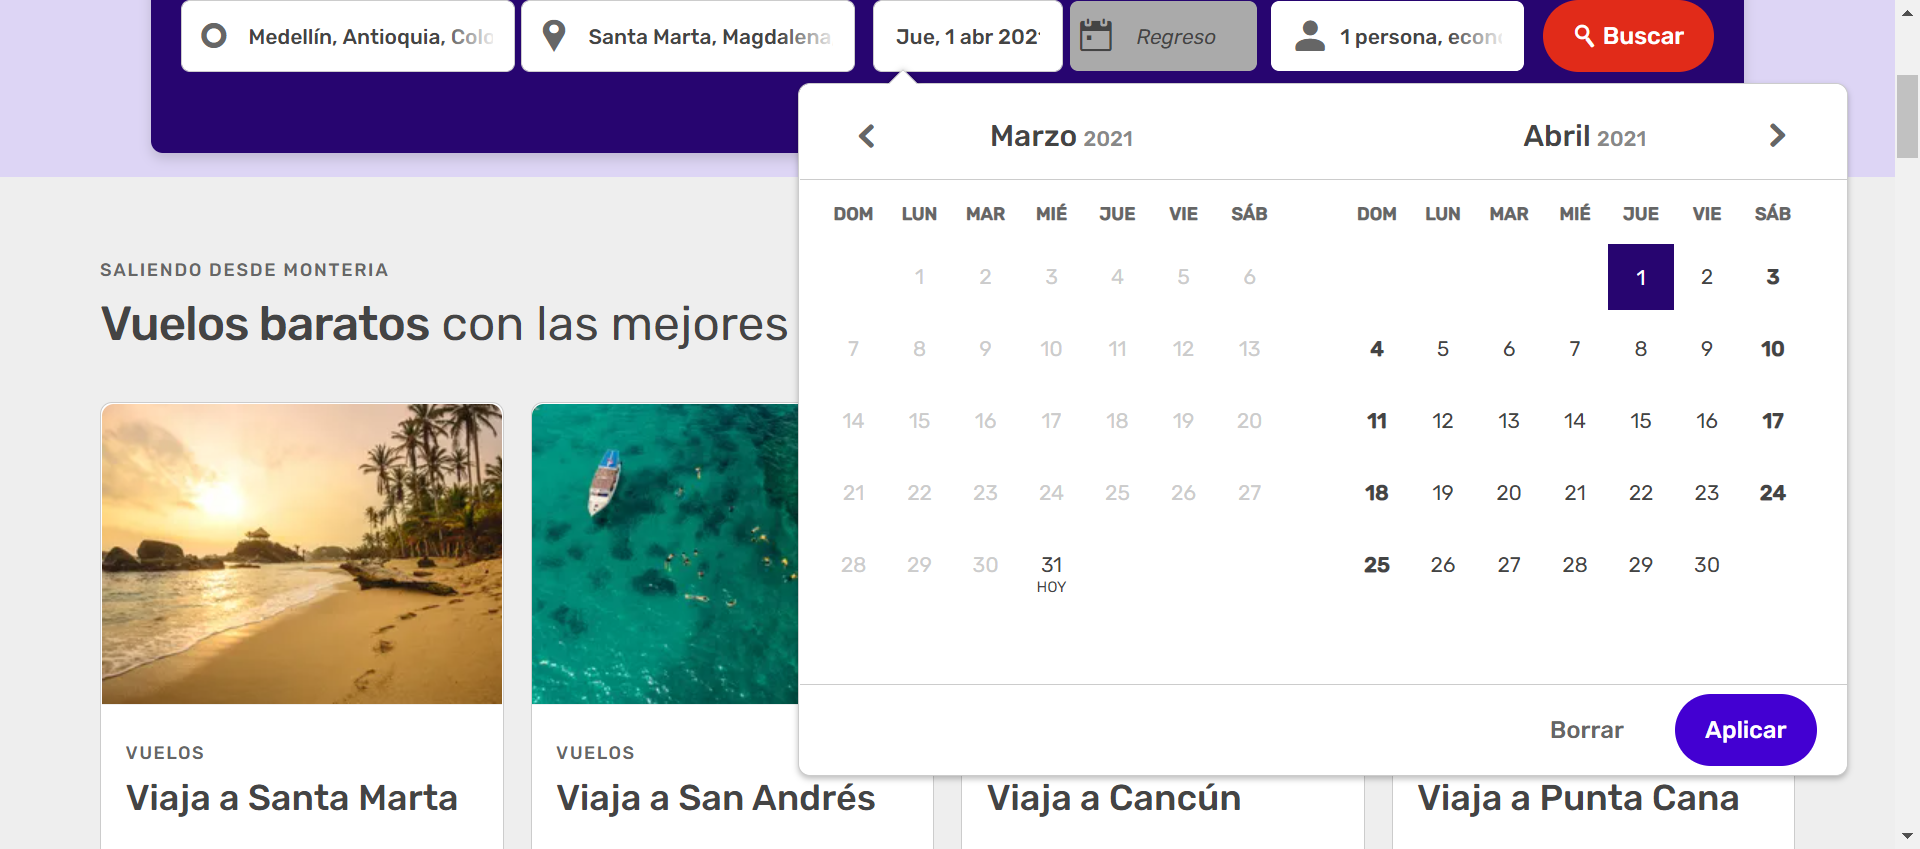 Medellín, Antioquia, Colo
Santa Marta, Magdalena
Jue, 1 abr 202
Regreso
1 persona, econ
Buscar
Marzo 2021
DOM LUN MAR MIÉ JUE VIE SÁB
1 2 3 4 5 6
7 8 9 10 11 12 13
14 15 16 17 18 19 20
21 22 23 24 25 26 27
28 29 30 31
HOY
Abril 2021
DOM LUN MAR MIÉ JUE VIE SÁB
1 2 3
4 5 6 7 8 9 10
11 12 13 14 15 16 17
18 19 20 21 22 23 24
25 26 27 28 29 30
Borrar
Aplicar
SALIENDO DESDE MONTERIA
Vuelos baratos con las mejores
VUELOS
Viaja a Santa Marta
VUELOS
Viaja a San Andrés
Viaja a Cancún
Viaja a Punta Cana